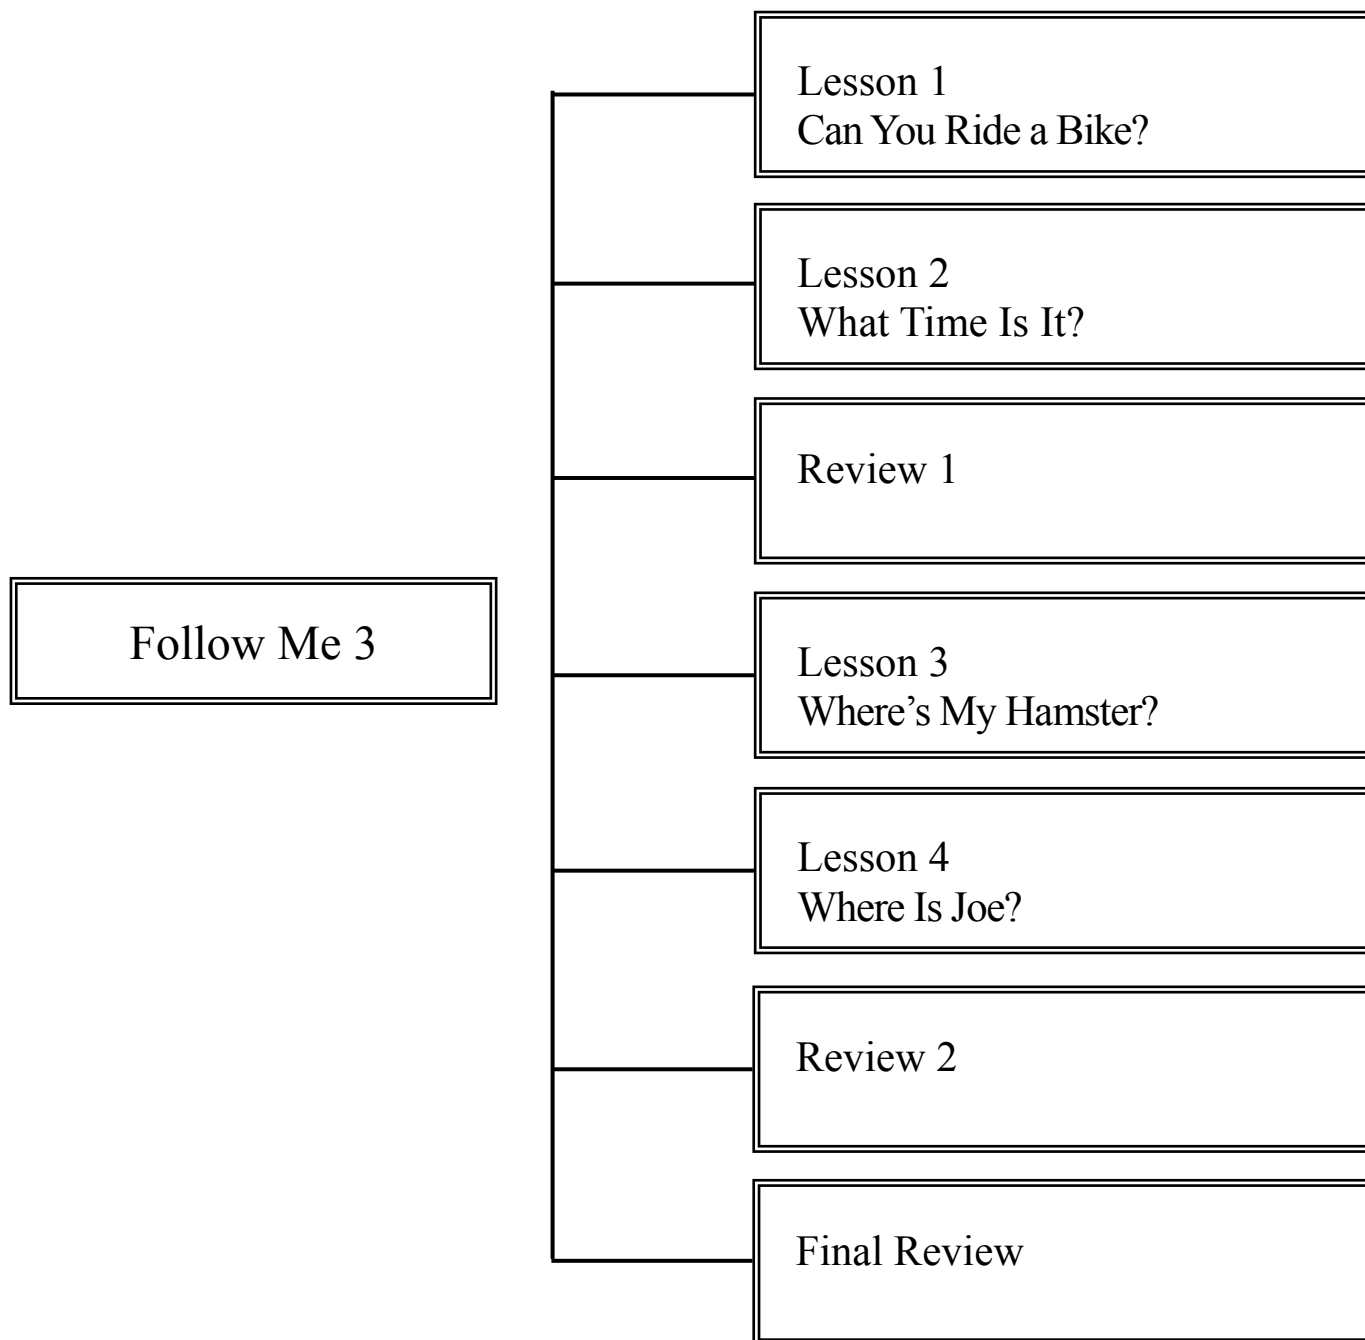 Lesson 1
Can You Ride a Bike?
Lesson 2
What Time Is It?
Review 1
Follow Me 3
Lesson 3
Where’s My Hamster?
Lesson 4
Where Is Joe?
Review 2
Final Review